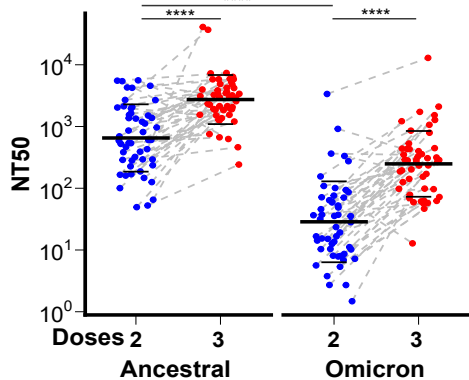 **** ****
NT50
10⁴
10³
10²
10¹
10⁰
Doses 2 3 2 3
Ancestral Omicron